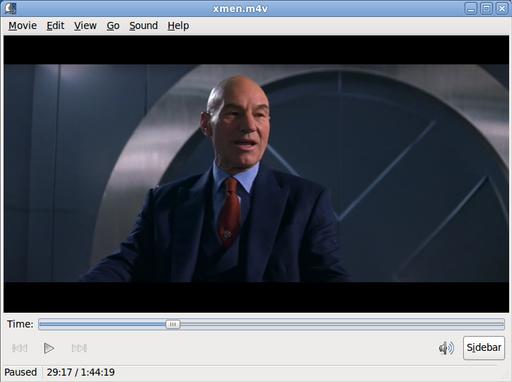 xmen.m4v
Movie Edit View Go Sound Help
Time:
Sidebar
Paused 29:17 / 1:44:19